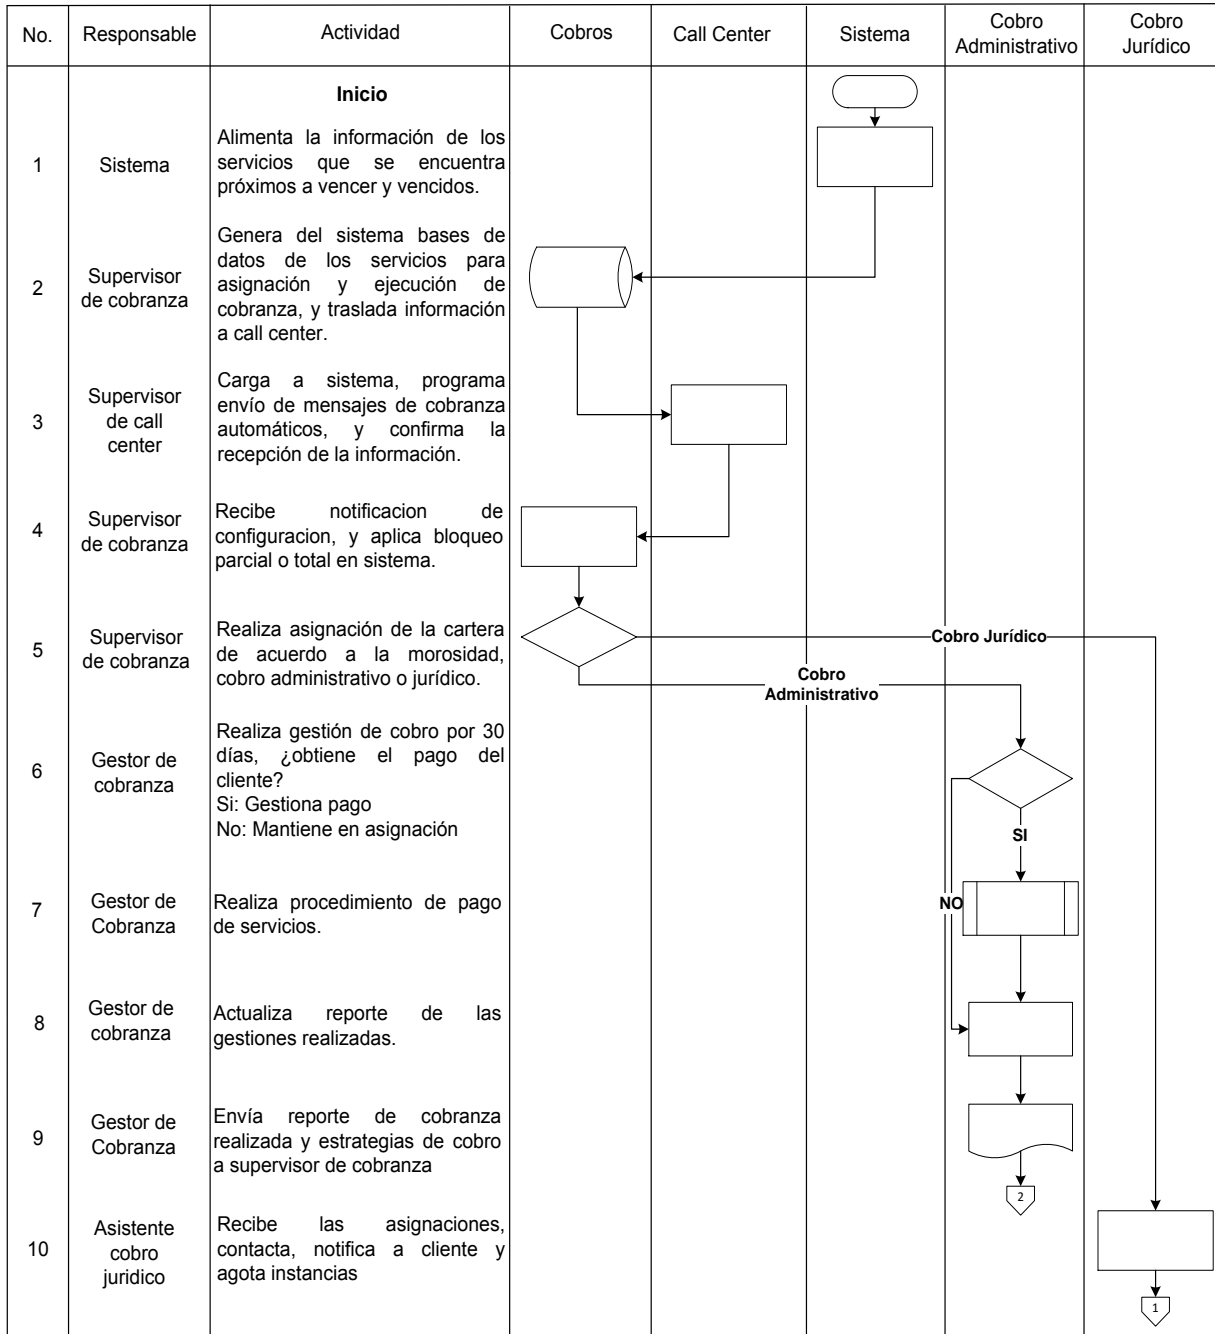 No.
Responsable
Actividad
Cobros
Call Center
Sistema
Cobro
Administrativo
Cobro
Jurídico
Inicio
1
Sistema
Alimenta la información de los
servicios que se encuentra
próximos a vencer y vencidos.
2
Supervisor
de cobranza
Genera del sistema bases de
datos de los servicios para
asignación y ejecución de
cobranza, y traslada información
a call center.
3
Supervisor
de call
center
Carga a sistema, programa
envío de mensajes de cobranza
automáticos, y confirma la
recepción de la información.
4
Supervisor
de cobranza
Recibe notificacion de
configuracion, y aplica bloqueo
parcial o total en sistema.
5
Supervisor
de cobranza
Realiza asignación de la cartera
de acuerdo a la morosidad,
cobro administrativo o jurídico.
Cobro Jurídico
Cobro
Administrativo
6
Gestor de
cobranza
Realiza gestión de cobro por 30
días, ¿obtiene el pago del
cliente?
Si: Gestiona pago
No: Mantiene en asignación
SI
7
Gestor de
Cobranza
Realiza procedimiento de pago
de servicios.
NO
8
Gestor de
cobranza
Actualiza reporte de las
gestiones realizadas.
9
Gestor de
Cobranza
Envía reporte de cobranza
realizada y estrategias de cobro
a supervisor de cobranza
2
10
Asistente
cobro
juridico
Recibe las asignaciones,
contacta, notifica a cliente y
agota instancias
1